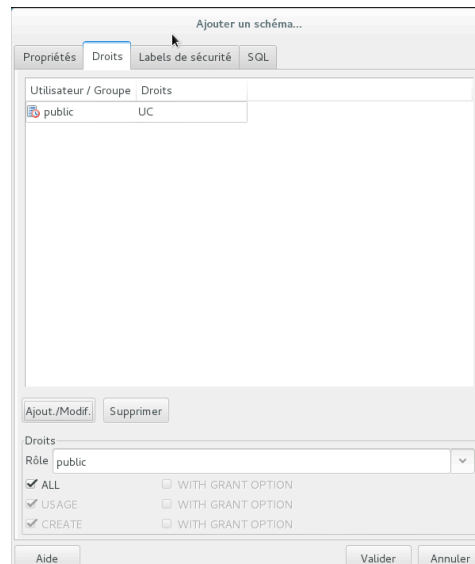 Ajouter un schéma...
Propriétés Droits Labels de sécurité SQL
Utilisateur / Groupe Droits
public UC
Ajout./Modif. Supprimer
Droits
Rôle public
ALL WITH GRANT OPTION
USAGE WITH GRANT OPTION
CREATE WITH GRANT OPTION
Aide Valider Annuler